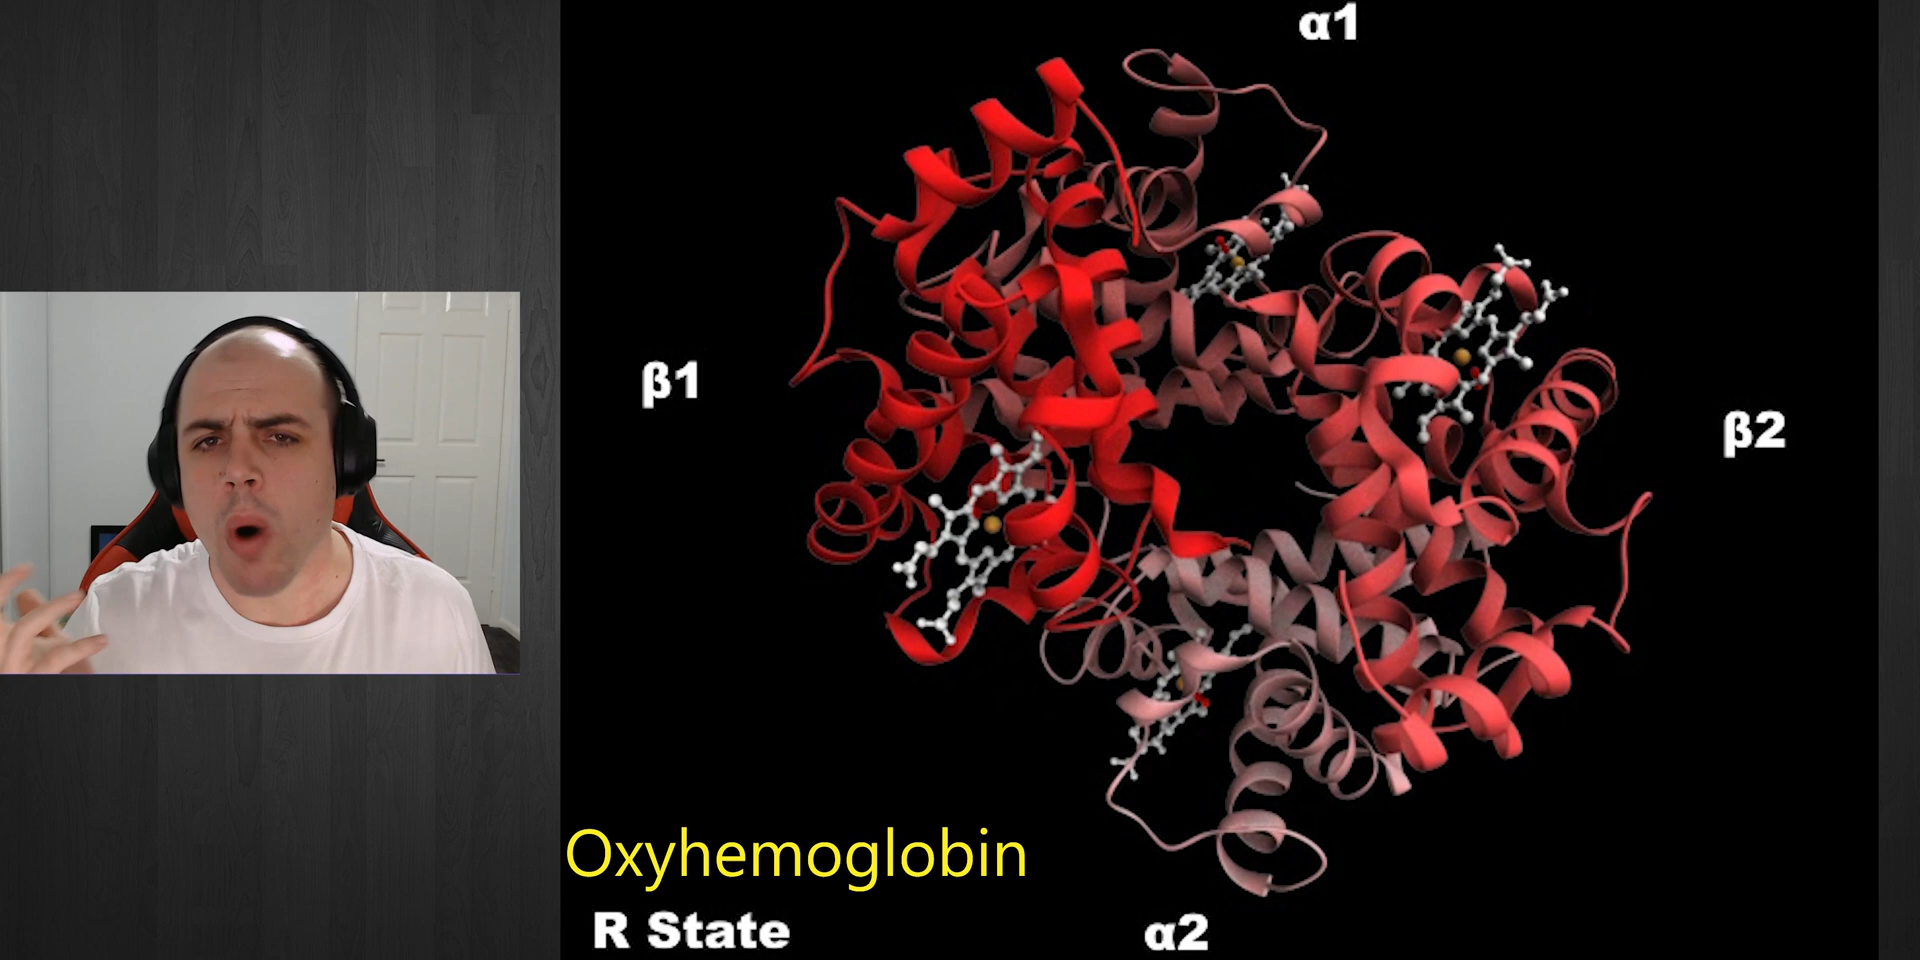 α1
β1
β2
Oxyhemoglobin
R State
α2